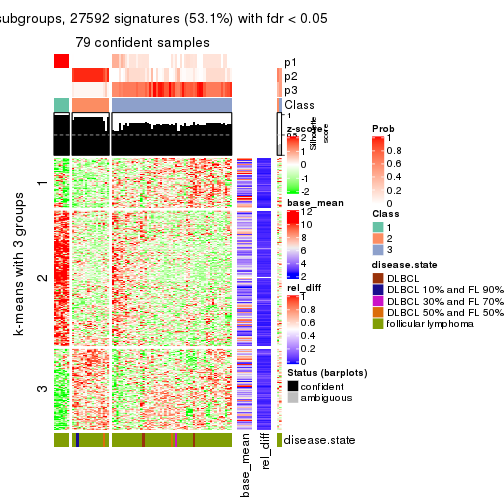 subgroups, 27592 signatures (53.1%) with fdr < 0.05
79 confident samples
p1
p2
p3
Class
1
Silhouette
score
k-means with 3 groups
1
2
3
z-score
2
1
0
-1
-2
base_mean
12
10
8
6
4
2
rel_diff
1
0.8
0.6
0.4
0.2
0
Status (barplots)
confident
ambiguous
Prob
1
0.8
0.6
0.4
0.2
0
Class
1
2
3
disease.state
DLBCL
DLBCL 10% and FL 90%
DLBCL 30% and FL 70%
DLBCL 50% and FL 50%
follicular lymphoma
disease.state
base_mean
rel_diff